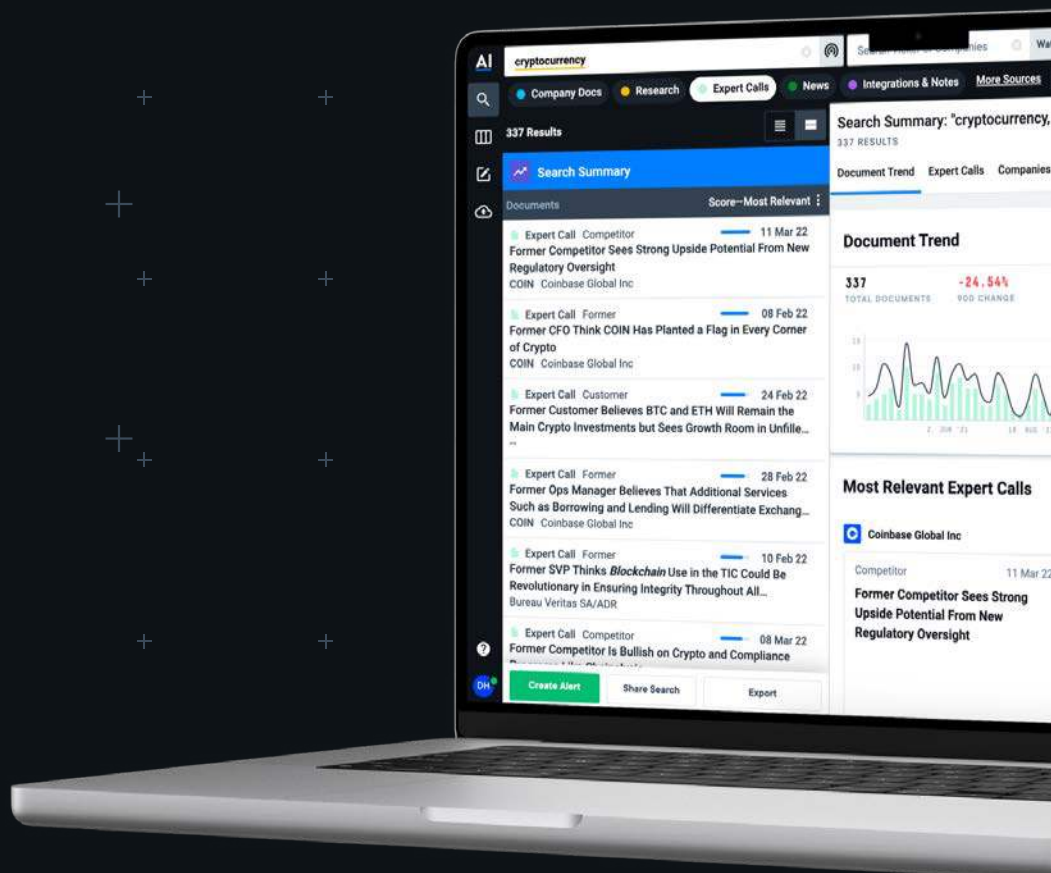 AI
cryptocurrency
Wat
Company Docs
Research
Expert Calls
News
Integrations & Notes
More Sources
337 Results
Search Summary
Documents
Score—Most Relevant
Expert Call Competitor 11 Mar 22
Former Competitor Sees Strong Upside Potential From New
Regulatory Oversight
COIN Coinbase Global Inc
Expert Call Former 08 Feb 22
Former CFO Think COIN Has Planted a Flag in Every Corner
of Crypto
COIN Coinbase Global Inc
Expert Call Customer 24 Feb 22
Former Customer Believes BTC and ETH Will Remain the
Main Crypto Investments but Sees Growth Room in Unfille...
--
Expert Call Former 28 Feb 22
Former Ops Manager Believes That Additional Services
Such as Borrowing and Lending Will Differentiate Exchang...
COIN Coinbase Global Inc
Expert Call Former 10 Feb 22
Former SVP Thinks Blockchain Use in the TIC Could Be
Revolutionary in Ensuring Integrity Throughout All...
Bureau Veritas SA/ADR
Expert Call Competitor 08 Mar 22
Former Competitor Is Bullish on Crypto and Compliance
DH
Create Alert
Share Search
Export
Search Summary: "cryptocurrency,
337 RESULTS
Document Trend
Expert Calls
Companies
Document Trend
337
-24.54%
TOTAL DOCUMENTS
90D CHANGE
Most Relevant Expert Calls
Coinbase Global Inc
Competitor
11 Mar 22
Former Competitor Sees Strong
Upside Potential From New
Regulatory Oversight